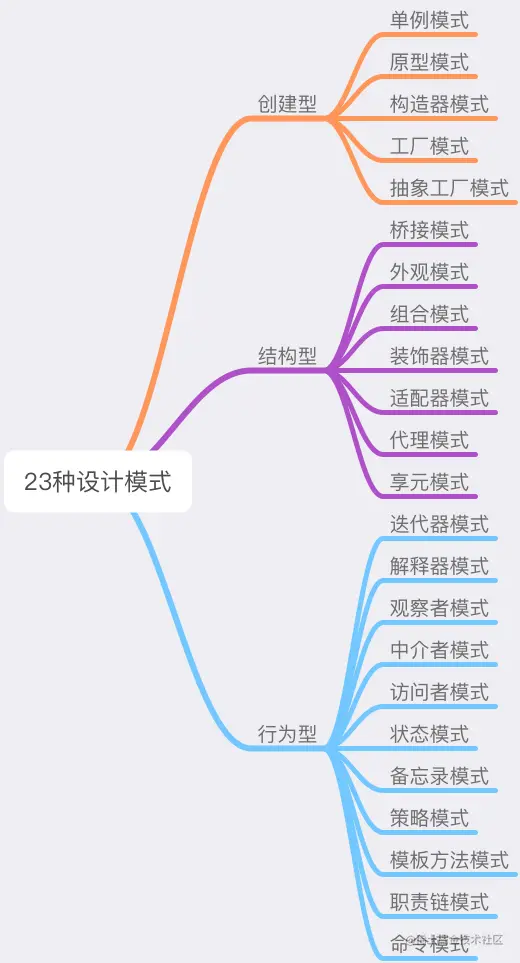 23种设计模式
创建型
单例模式
原型模式
构造器模式
工厂模式
抽象工厂模式
结构型
桥接模式
外观模式
组合模式
装饰器模式
适配器模式
代理模式
享元模式
行为型
迭代器模式
解释器模式
观察者模式
中介者模式
访问者模式
状态模式
备忘录模式
策略模式
模板方法模式
职责链模式
命令模式
技术社区